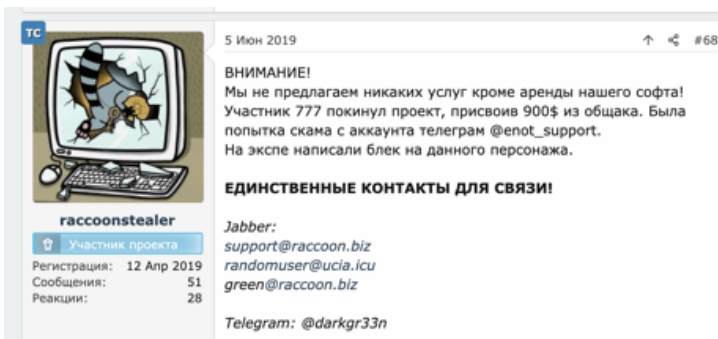 TC
5 Июн 2019
#68
ВНИМАНИЕ!
Мы не предлагаем никаких услуг кроме аренды нашего софта!
Участник 777 покинул проект, присвоив 900$ из общака. Была
попытка скама с аккаунта телеграм @enot_support.
На экспе написали блек на данного персонажа.
ЕДИНСТВЕННЫЕ КОНТАКТЫ ДЛЯ СВЯЗИ!
Jabber:
support@raccoon.biz
randomuser@ucia.icu
green@raccoon.biz
Telegram: @darkgr33n
raccoonstealer
Участник проекта
Регистрация: 12 Апр 2019
Сообщения: 51
Реакции: 28